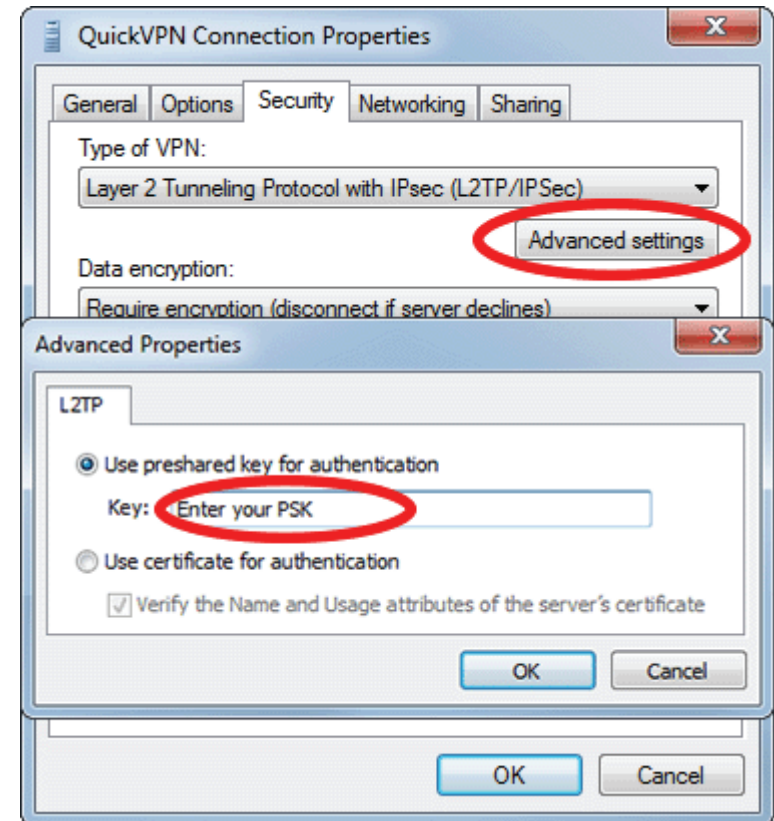 QuickVPN Connection Properties
General Options Security Networking Sharing
Type of VPN:
Layer 2 Tunneling Protocol with IPsec (L2TP/IPSec)
Advanced settings
Data encryption:
Require encryption (disconnect if server declines)
Advanced Properties
L2TP
Use preshared key for authentication
Key: Enter your PSK
Use certificate for authentication
Verify the Name and Usage attributes of the server's certificate
OK Cancel
OK Cancel